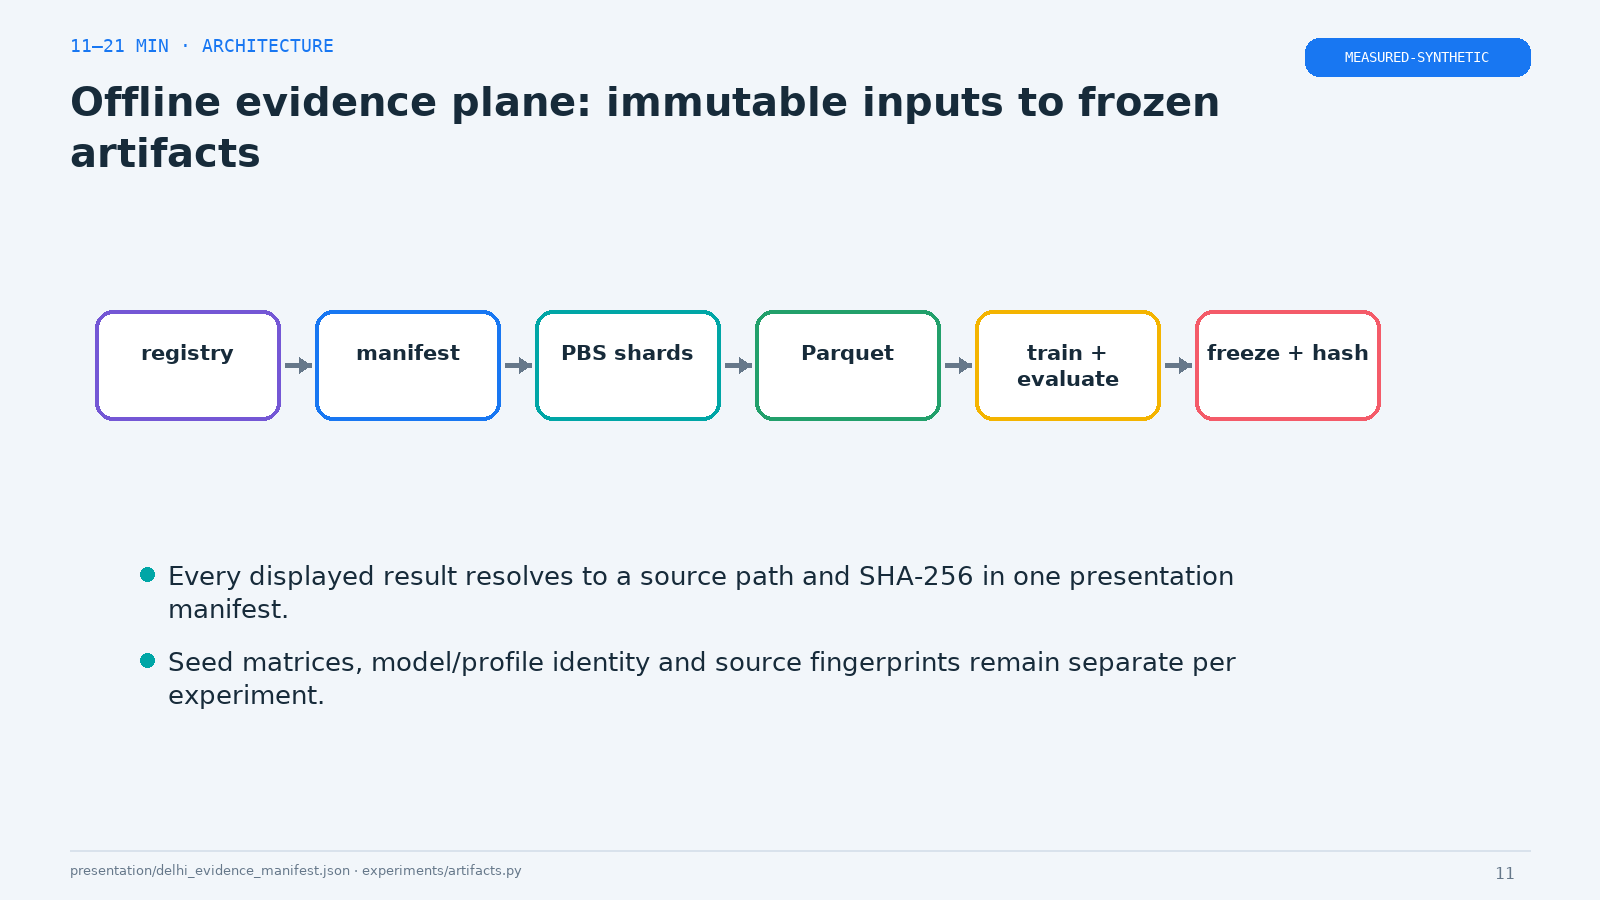 11–21 MIN · ARCHITECTURE
MEASURED-SYNTHETIC
Offline evidence plane: immutable inputs to frozen
artifacts
registry
manifest
PBS shards
Parquet
train +
evaluate
freeze + hash
Every displayed result resolves to a source path and SHA-256 in one presentation
manifest.
Seed matrices, model/profile identity and source fingerprints remain separate per
experiment.
presentation/delhi_evidence_manifest.json · experiments/artifacts.py
11